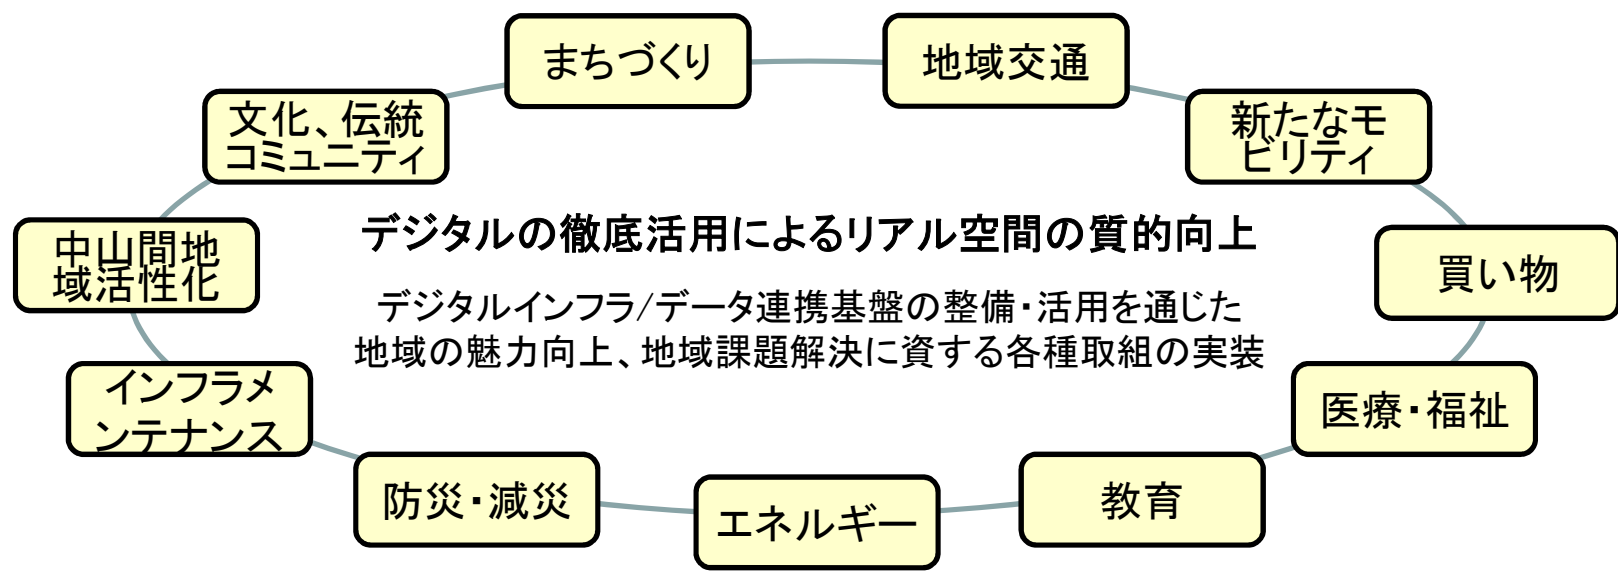 まちづくり
地域交通
文化、伝統
コミュニティ
新たなモ
ビリティ
デジタルの徹底活用によるリアル空間の質的向上
中山間地
域活性化
買い物
デジタルインフラ/データ連携基盤の整備・活用を通じた
地域の魅力向上、地域課題解決に資する各種取組の実装
インフラメ
ンテナンス
医療・福祉
防災・減災
エネルギー
教育